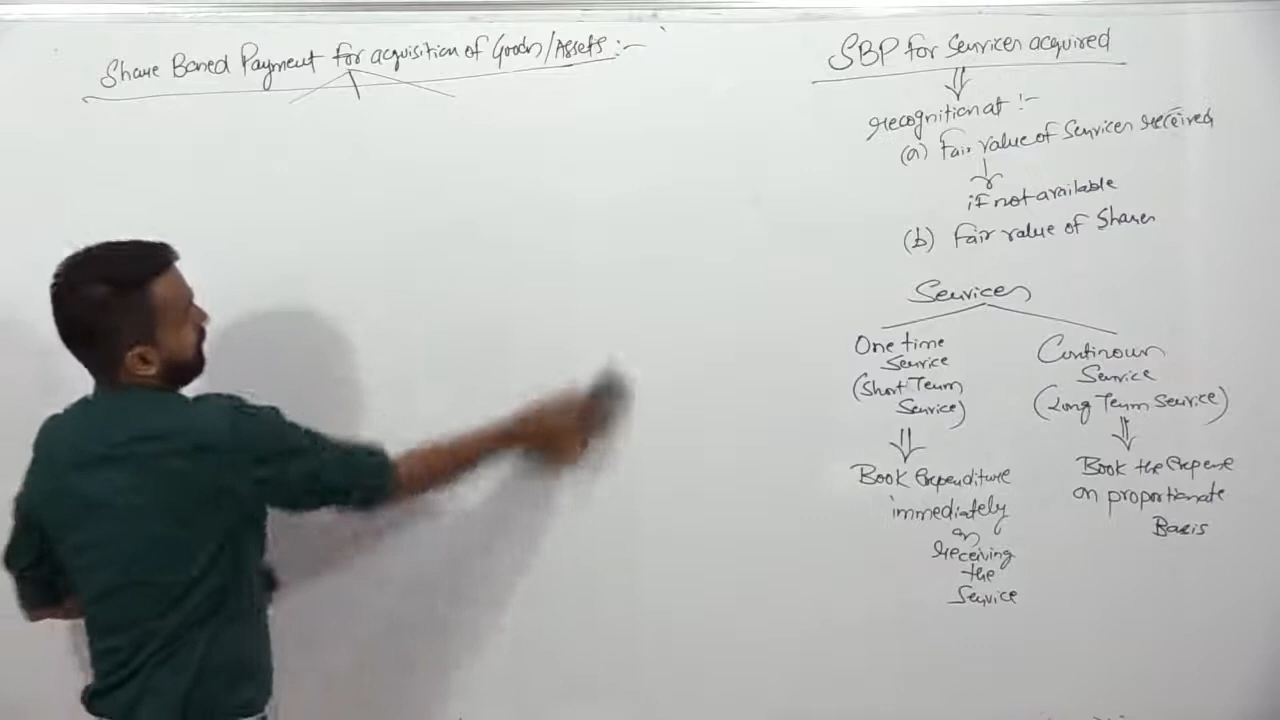 Share Based Payment for acquisition of Goods/Assets :-
SBP for Services acquired
recognition at :-
(a) Fair value of Services received
if not available
(b) Fair value of Shares
Services
One time
Service
(Short Term
Service)
Book Expenditure
immediately
on
receiving
the
Service
Continous
Service
(Long Term Service)
Book the Expense
on proportionate
Basis